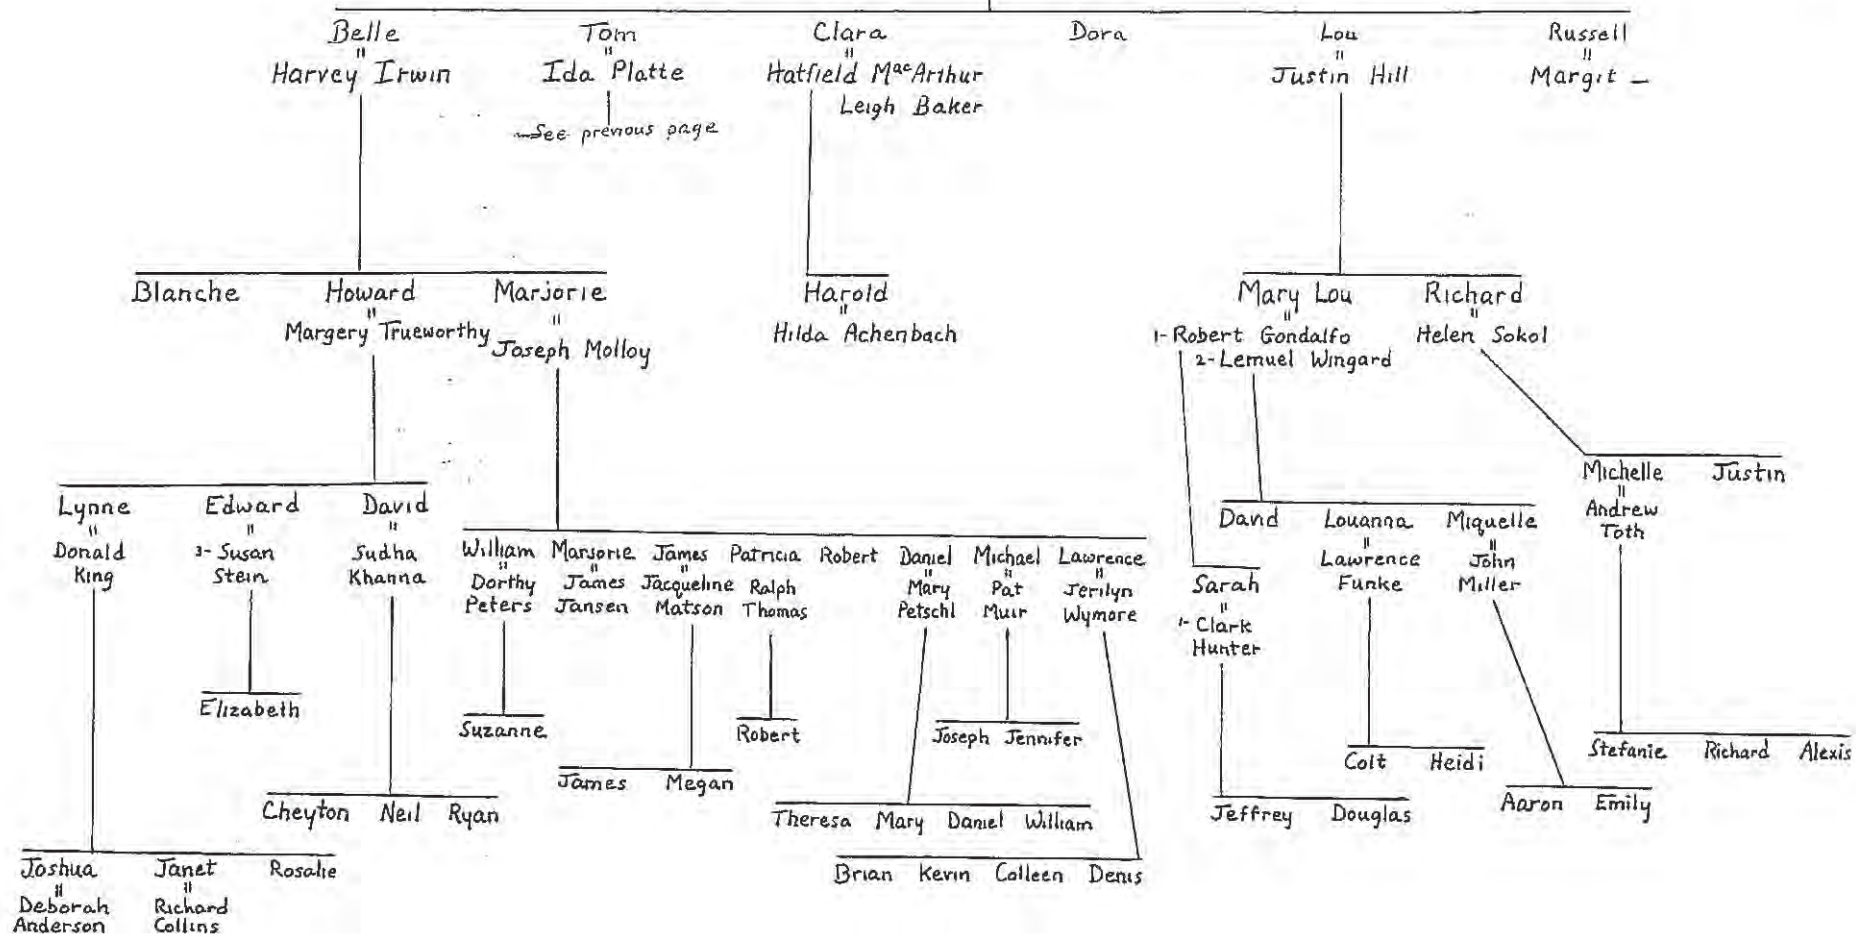 Belle Tom Clara Dora Lou Russell
" " " " "
Harvey Irwin Ida Platte Hatfield MacArthur Justin Hill Margit —
Leigh Baker
—See previous page
Blanche Howard Marjorie Harold Mary Lou Richard
" " " " "
Margery Trueworthy Joseph Molloy Hilda Achenbach 1- Robert Gondalfo Helen Sokol
2- Lemuel Wingard
Michelle Justin
"
Andrew
Toth
Lynne Edward David
" " "
Donald 3- Susan Sudha
King Stein Khanna
David Louanna Miquelle
" "
Lawrence John
Funke Miller
William Marjorie James Patricia Robert Daniel Michael Lawrence
" " " " " "
Dorthy James Jacqueline Ralph Mary Pat Jerilyn
Peters Jansen Matson Thomas Petschl Muir Wymore
Sarah
"
1- Clark
Hunter
Elizabeth
Suzanne Robert Joseph Jennifer
Stefanie Richard Alexis
Colt Heidi
James Megan
Cheyton Neil Ryan
Aaron Emily
Theresa Mary Daniel William
Jeffrey Douglas
Joshua Janet Rosalie
" "
Deborah Richard
Anderson Collins
Brian Kevin Colleen Denis